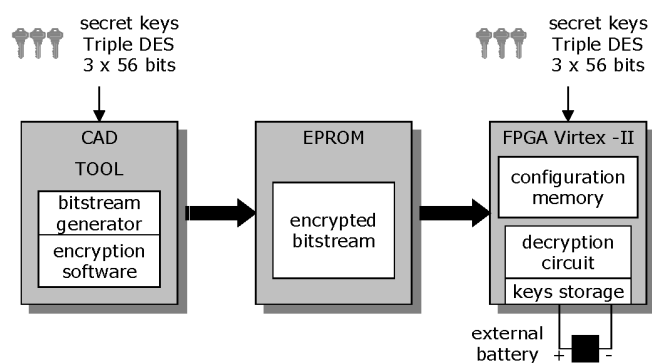 secret keys
Triple DES
3 x 56 bits
secret keys
Triple DES
3 x 56 bits
CAD
TOOL
bitstream
generator
encryption
software
EPROM
encrypted
bitstream
FPGA Virtex -II
configuration
memory
decryption
circuit
keys storage
external
battery
+ -